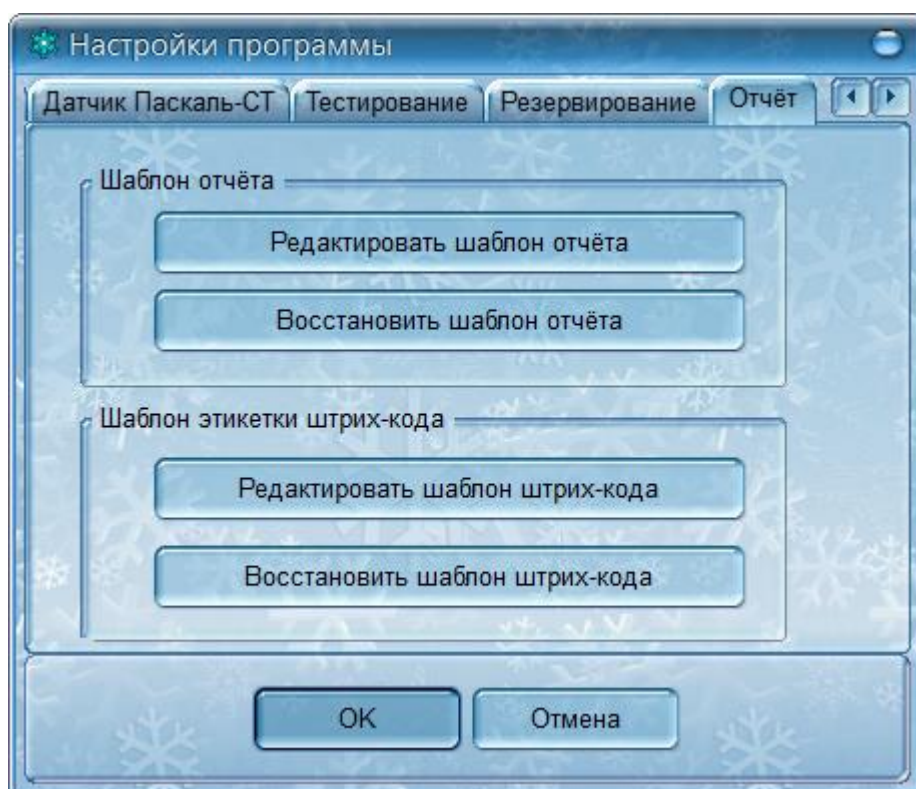 Настройки программы
Датчик Паскаль-СТ Тестирование Резервирование Отчёт
Шаблон отчёта
Редактировать шаблон отчёта
Восстановить шаблон отчёта
Шаблон этикетки штрих-кода
Редактировать шаблон штрих-кода
Восстановить шаблон штрих-кода
OK Отмена